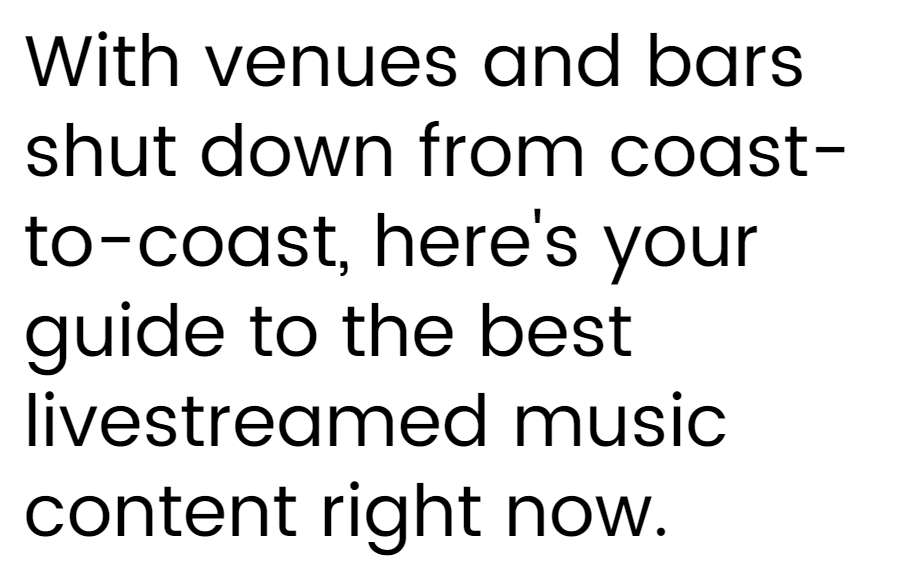 With venues and bars
shut down from coast-
to-coast, here's your
guide to the best
livestreamed music
content right now.